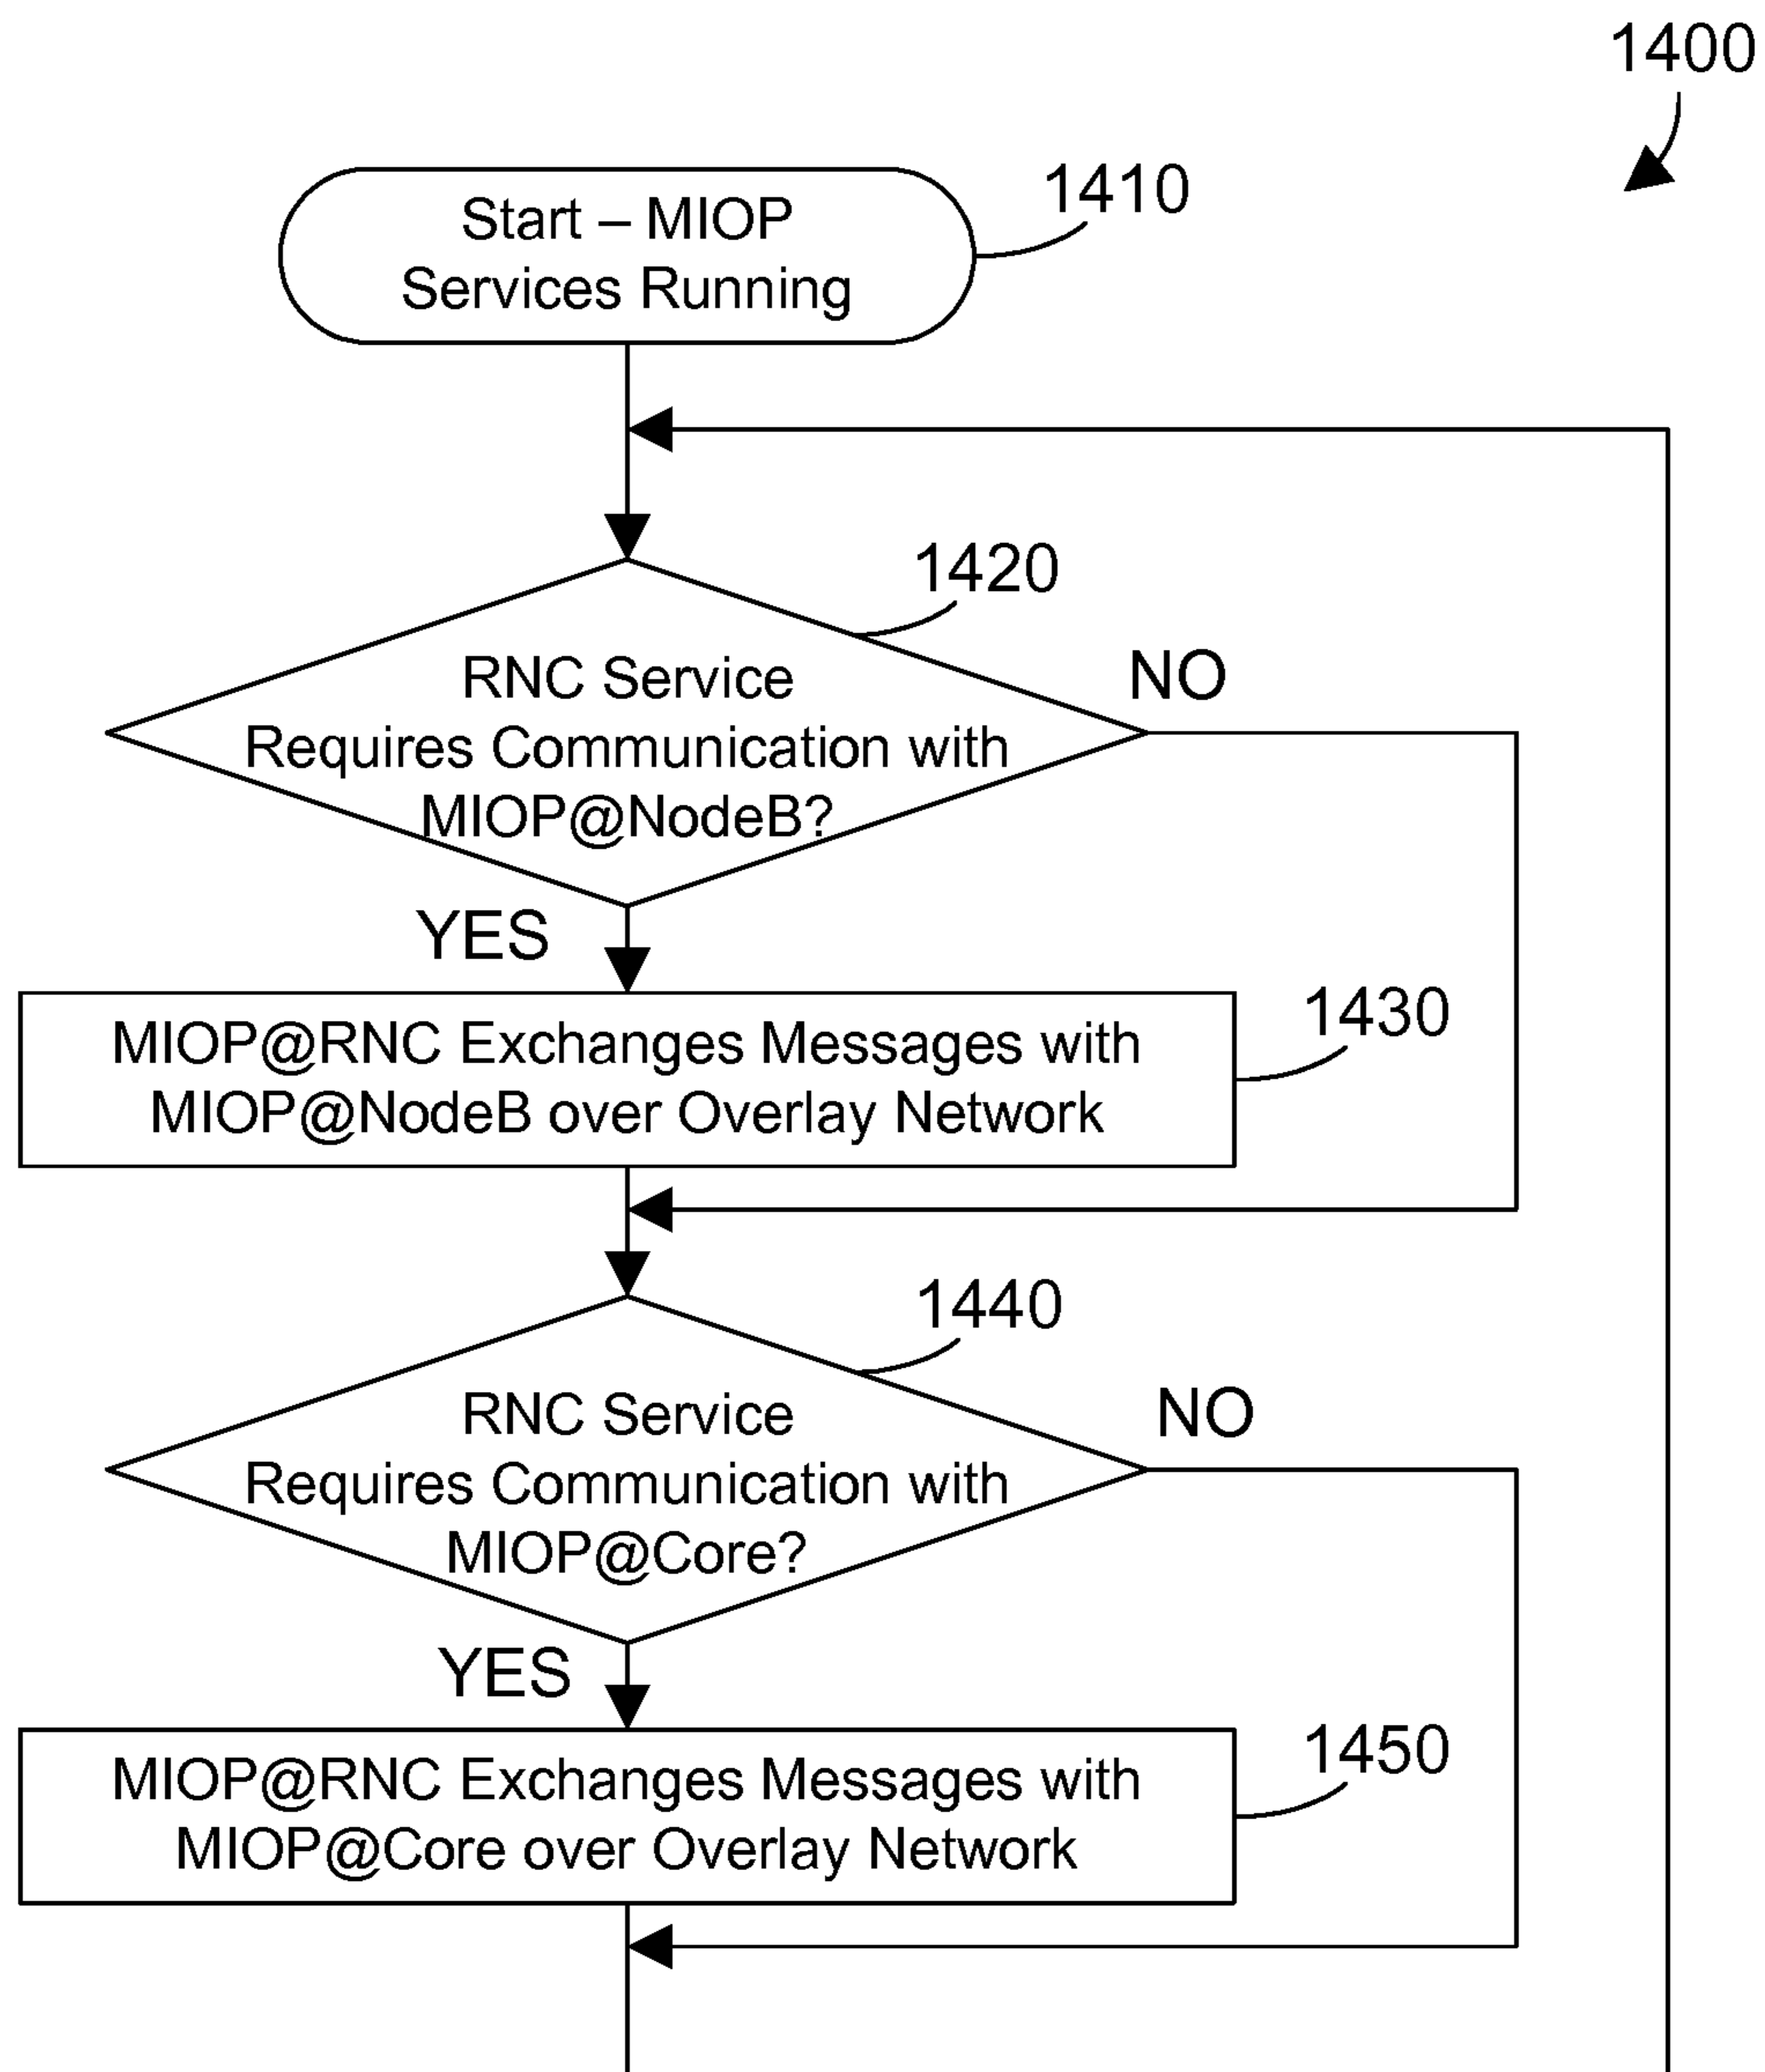 1400
Start – MIOP
Services Running
1410
1420
RNC Service
Requires Communication with
MIOP@NodeB?
NO
YES
MIOP@RNC Exchanges Messages with
MIOP@NodeB over Overlay Network
1430
1440
RNC Service
Requires Communication with
MIOP@Core?
NO
YES
MIOP@RNC Exchanges Messages with
MIOP@Core over Overlay Network
1450